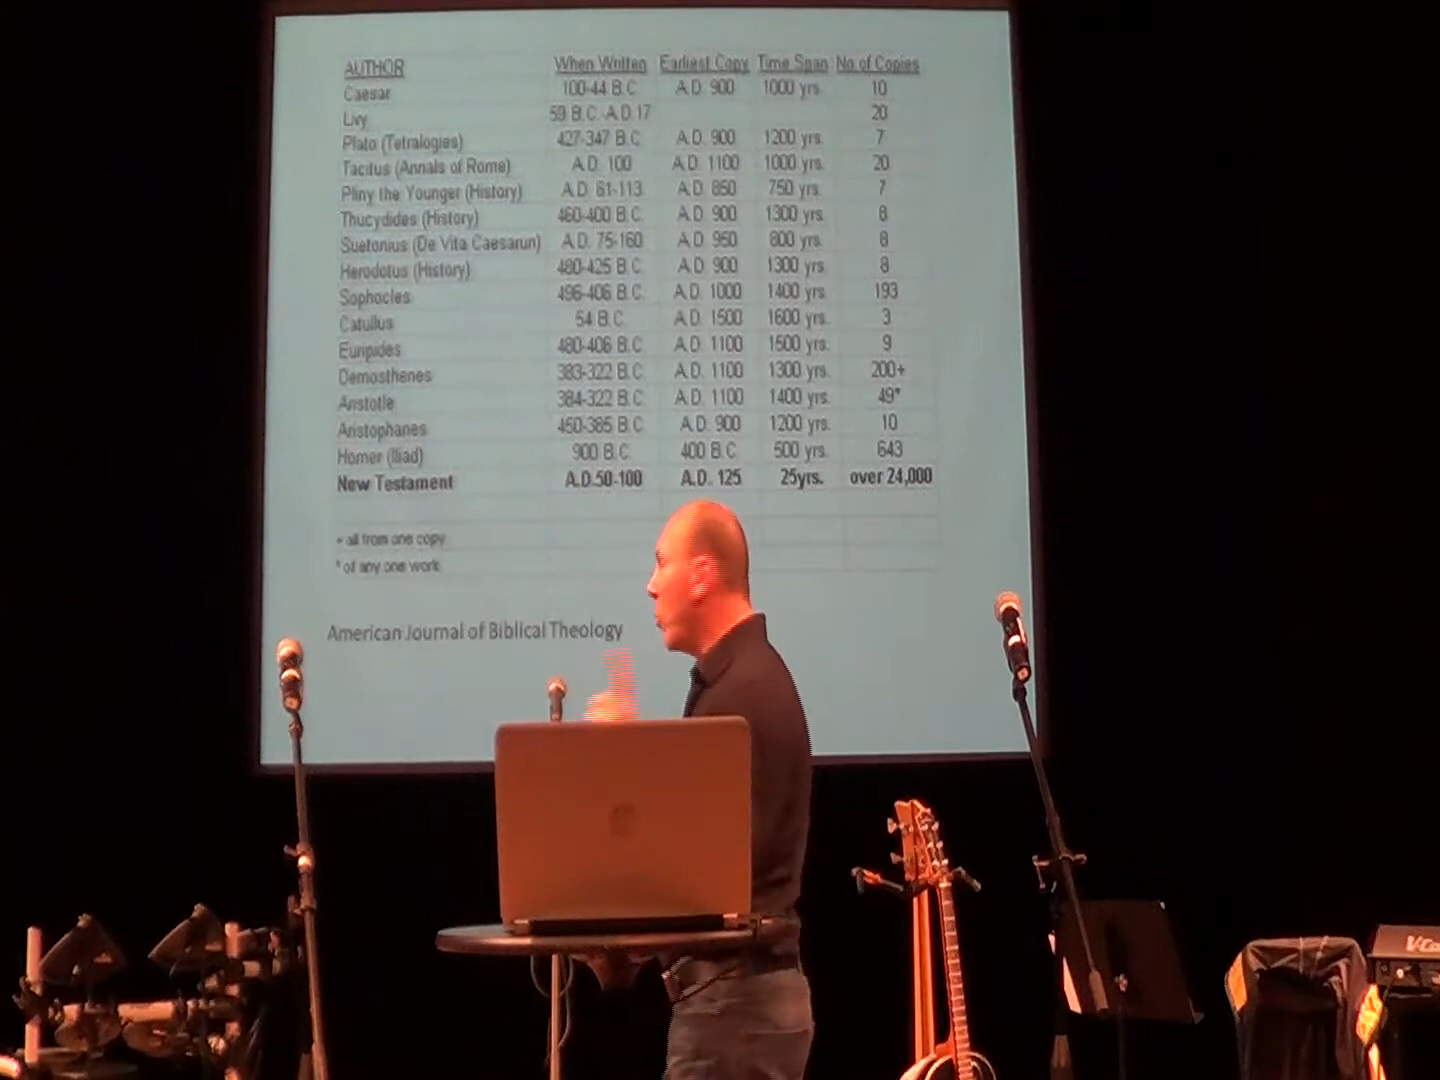 AUTHOR When Written Earliest Copy Time Span No. of Copies
Caesar 100-44 B.C. A.D. 900 1000 yrs. 10
Livy 59 B.C.-A.D. 17 20
Plato (Tetralogies) 427-347 B.C. A.D. 900 1200 yrs. 7
Tacitus (Annals of Rome) A.D. 100 A.D. 1100 1000 yrs. 20
Pliny the Younger (History) A.D. 61-113 A.D. 850 750 yrs. 7
Thucydides (History) 460-400 B.C. A.D. 900 1300 yrs. 8
Suetonius (De Vita Caesarun) A.D. 75-160 A.D. 950 800 yrs. 8
Herodotus (History) 480-425 B.C. A.D. 900 1300 yrs. 8
Sophocles 496-406 B.C. A.D. 1000 1400 yrs. 193
Catullus 54 B.C. A.D. 1500 1600 yrs. 3
Euripides 480-406 B.C. A.D. 1100 1500 yrs. 9
Demosthenes 383-322 B.C. A.D. 1100 1300 yrs. 200+
Aristotle 384-322 B.C. A.D. 1100 1400 yrs. 49*
Aristophanes 450-385 B.C. A.D. 900 1200 yrs. 10
Homer (Iliad) 900 B.C. 400 B.C. 500 yrs. 643
New Testament A.D.50-100 A.D. 125 25yrs. over 24,000
+ all from one copy
* of any one work
American Journal of Biblical Theology